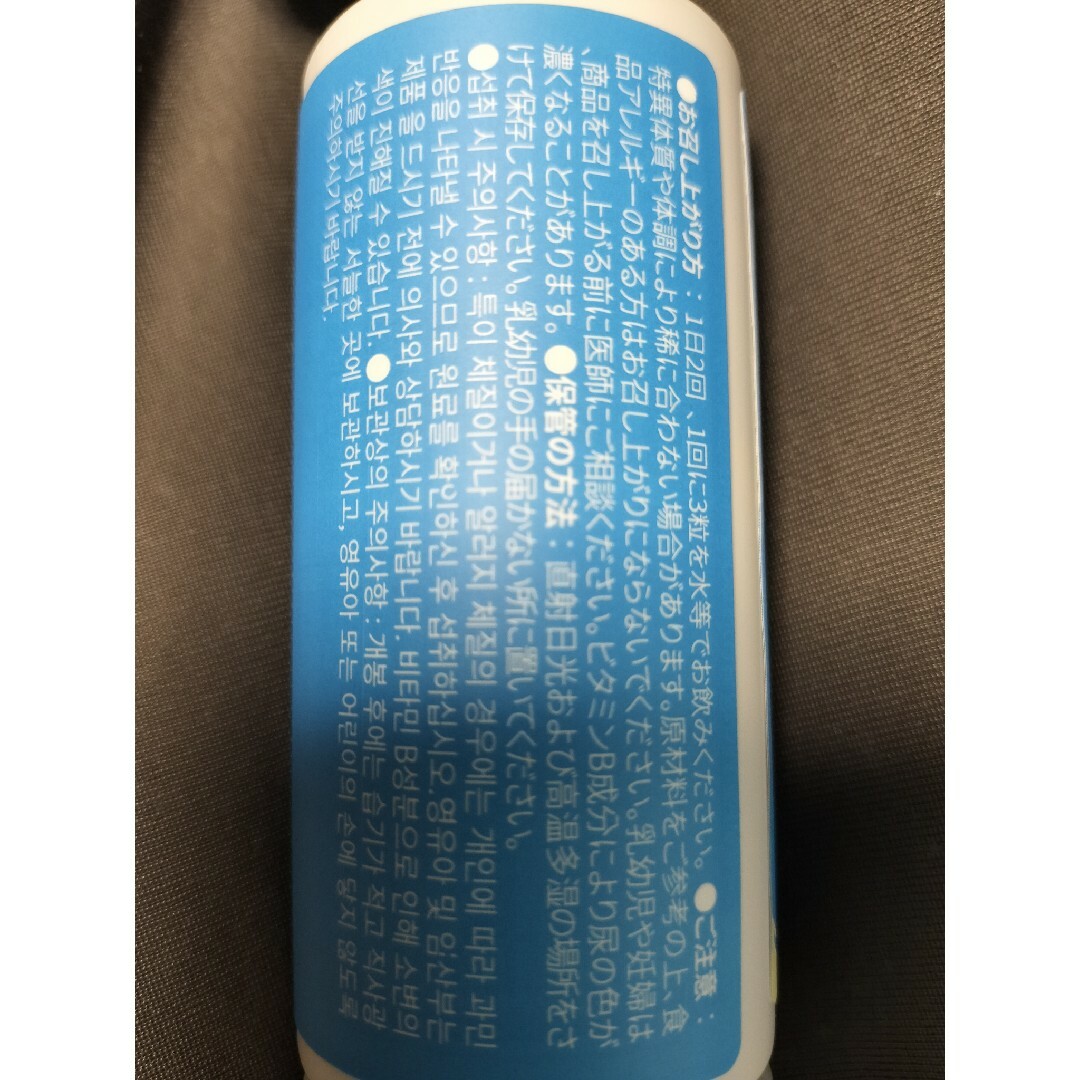 ●お召し上がり方：1日2回、1回に3粒を水等でお飲みください。●ご注意：
特異体質や体調により稀に合わない場合があります。原材料をご参考の上、食
品アレルギーのある方はお召し上がりにならないでください。乳幼児や妊婦は
、商品を召し上がる前に医師にご相談ください。ビタミンB成分により尿の色が
濃くなることがあります。●保管の方法：直射日光および高温多湿の場所をさ
けて保存してください。乳幼児の手の届かない所に置いてください。
●섭취 시 주의사항: 특이 체질이거나 알러지 체질의 경우에는 개인에 따라 과민
반응을 나타낼 수 있으므로 원료를 확인하신 후 섭취하십시오.영유아 및 임산부는
제품 을 드시기 전에 의사와 상담하시기 바랍니다. 비타민 B성분으로 인해 소변의
색이 진해질 수 있습니다. ●보관상의 주의사항: 개봉 후에는 습기가 적고 직사광
선을 받지 않는 서늘한 곳에 보관하시고, 영유아 또는 어린이의 손에 닿지 않도록
주의하시기 바랍니다.